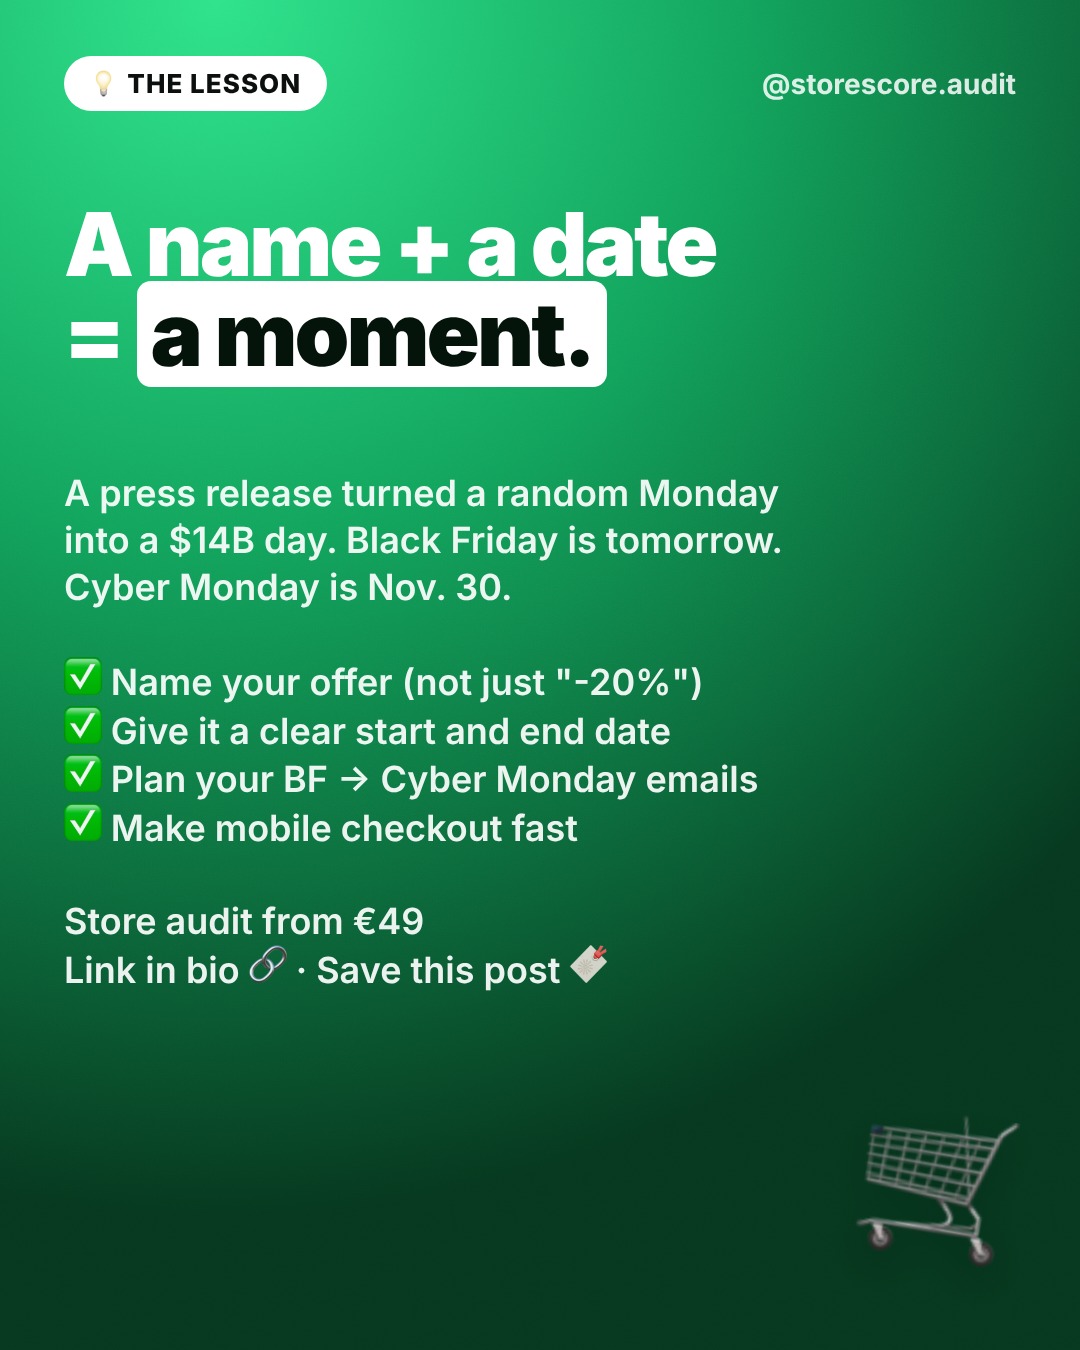 💡 THE LESSON
@storescore.audit
A name + a date
= a moment.
A press release turned a random Monday
into a $14B day. Black Friday is tomorrow.
Cyber Monday is Nov. 30.
✅ Name your offer (not just "-20%")
✅ Give it a clear start and end date
✅ Plan your BF → Cyber Monday emails
✅ Make mobile checkout fast
Store audit from €49
Link in bio 🔗 · Save this post 📌